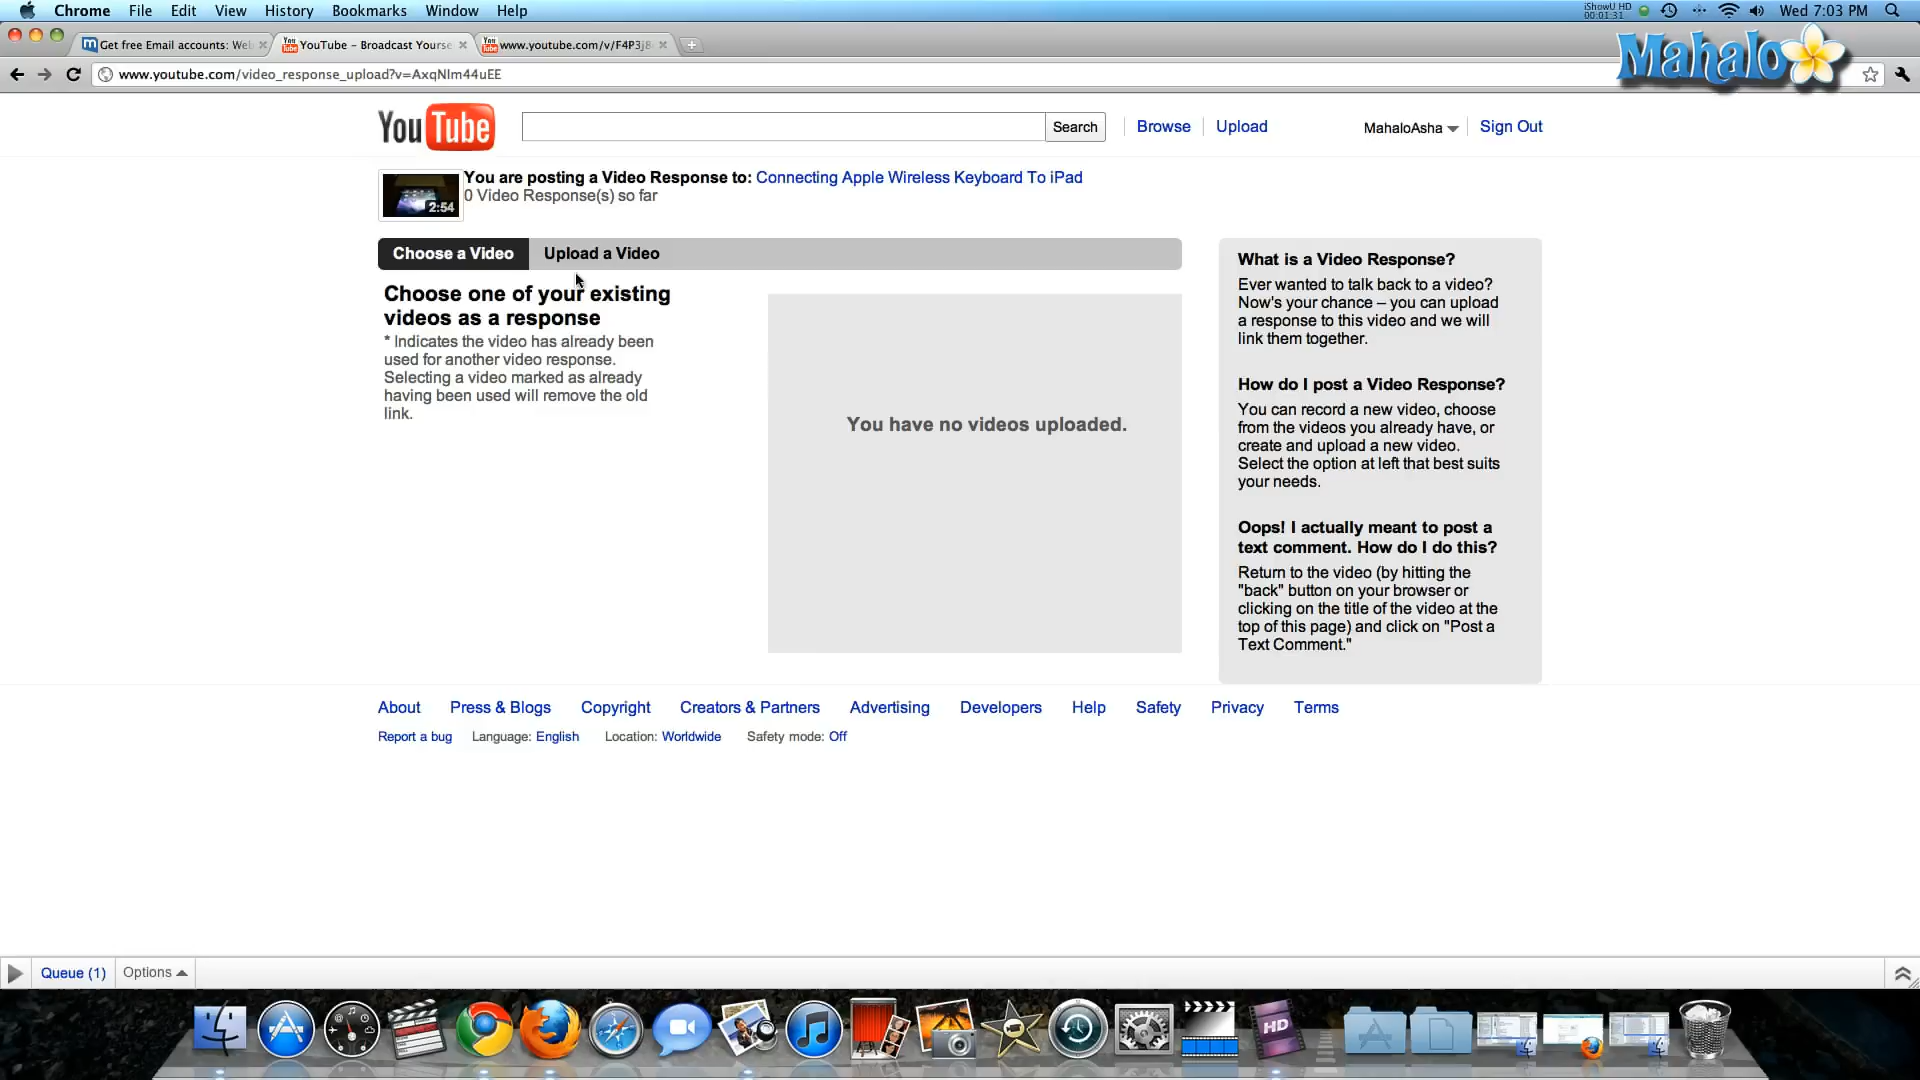 Chrome File Edit View History Bookmarks Window Help
iShowU HD
00:01:31
Wed 7:03 PM
Get free Email accounts: Web
YouTube - Broadcast Yourse
www.youtube.com/v/F4P3j8
www.youtube.com/video_response_upload?v=AxqNIm44uEE
Mahalo
YouTube
Search
Browse
Upload
MahaloAsha
Sign Out
2:54
You are posting a Video Response to: Connecting Apple Wireless Keyboard To iPad
0 Video Response(s) so far
Choose a Video
Upload a Video
Choose one of your existing
videos as a response
* Indicates the video has already been
used for another video response.
Selecting a video marked as already
having been used will remove the old
link.
You have no videos uploaded.
What is a Video Response?
Ever wanted to talk back to a video?
Now's your chance – you can upload
a response to this video and we will
link them together.
How do I post a Video Response?
You can record a new video, choose
from the videos you already have, or
create and upload a new video.
Select the option at left that best suits
your needs.
Oops! I actually meant to post a
text comment. How do I do this?
Return to the video (by hitting the
"back" button on your browser or
clicking on the title of the video at the
top of this page) and click on "Post a
Text Comment."
About Press & Blogs Copyright Creators & Partners Advertising Developers Help Safety Privacy Terms
Report a bug Language: English Location: Worldwide Safety mode: Off
Queue (1)
Options
HD